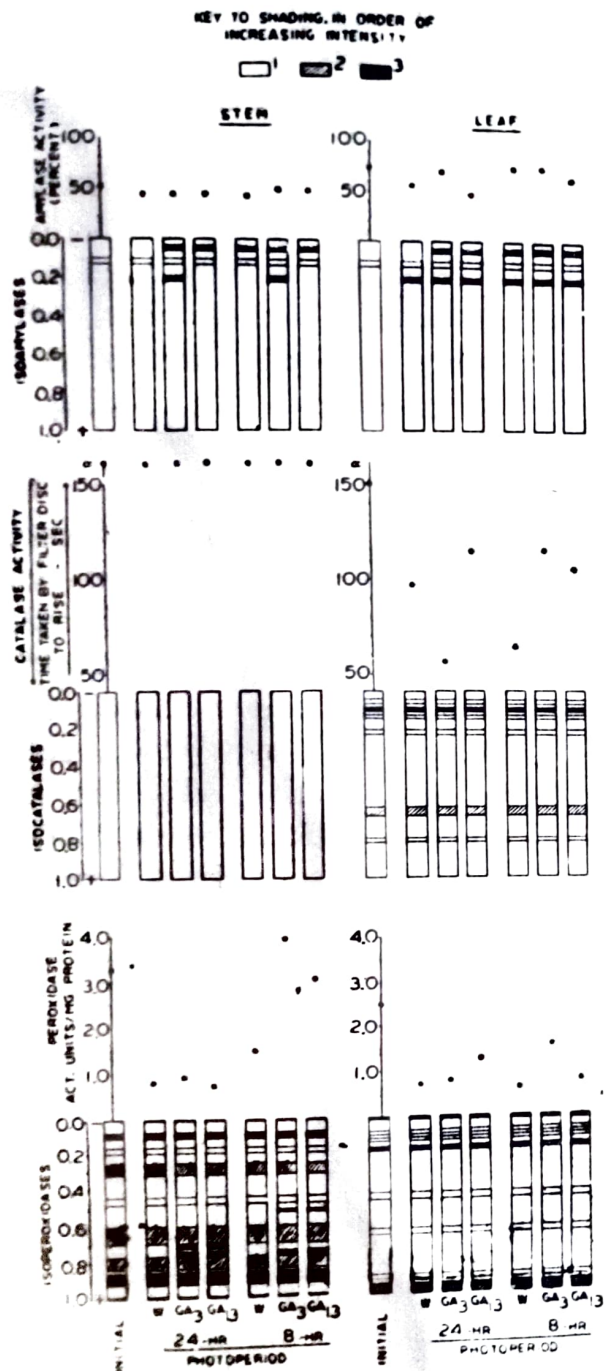 KEY TO SHADING, IN ORDER OF
INCREASING INTENSITY
1 2 3
STEM
LEAF
AMYLASE ACTIVITY
(PERCENT)
100
50
100
50
ISOAMYLASES
0.0 -
0.2
0.4
0.6
0.8
1.0 +
CATALASE ACTIVITY
TIME TAKEN BY FILTER DISC
TO RISE - SEC
α
150
100
50
α
150
100
50
ISOCATALASES
0.0 -
0.2
0.4
0.6
0.8
1.0 +
PEROXIDASE
ACT. UNITS/MG PROTEIN
4.0
3.0
2.0
1.0
4.0
3.0
2.0
1.0
ISOPEROXIDASES
0.0 -
0.2
0.4
0.6
0.8
1.0 +
INITIAL W GA3 GA13 W GA3 GA13
24-HR 8-HR
PHOTOPERIOD
INITIAL W GA3 GA13 W GA3 GA13
24-HR 8-HR
PHOTOPERIOD